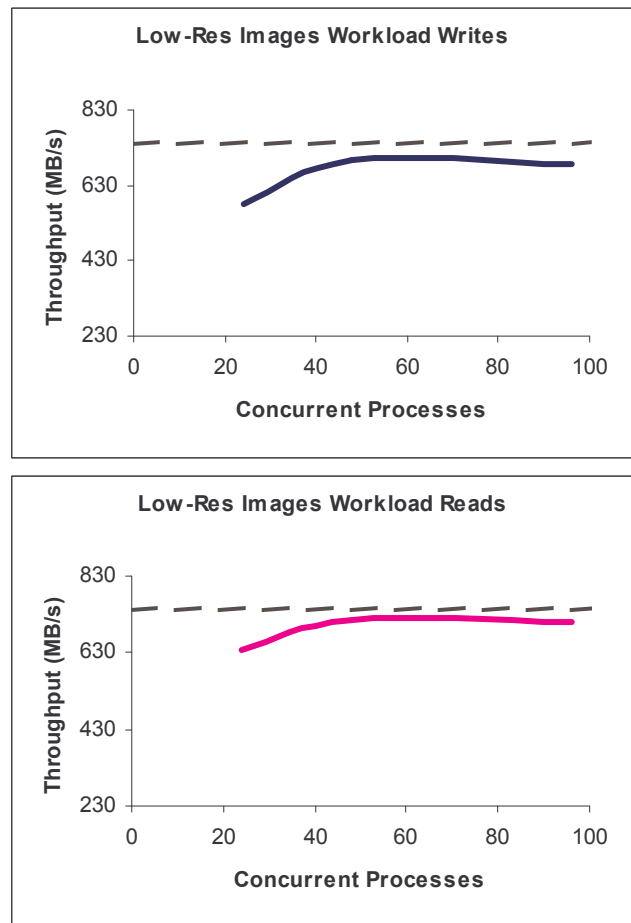 Low-Res Images Workload Writes
830
630
430
230
Throughput (MB/s)
0 20 40 60 80 100
Concurrent Processes
Low-Res Images Workload Reads
830
630
430
230
Throughput (MB/s)
0 20 40 60 80 100
Concurrent Processes